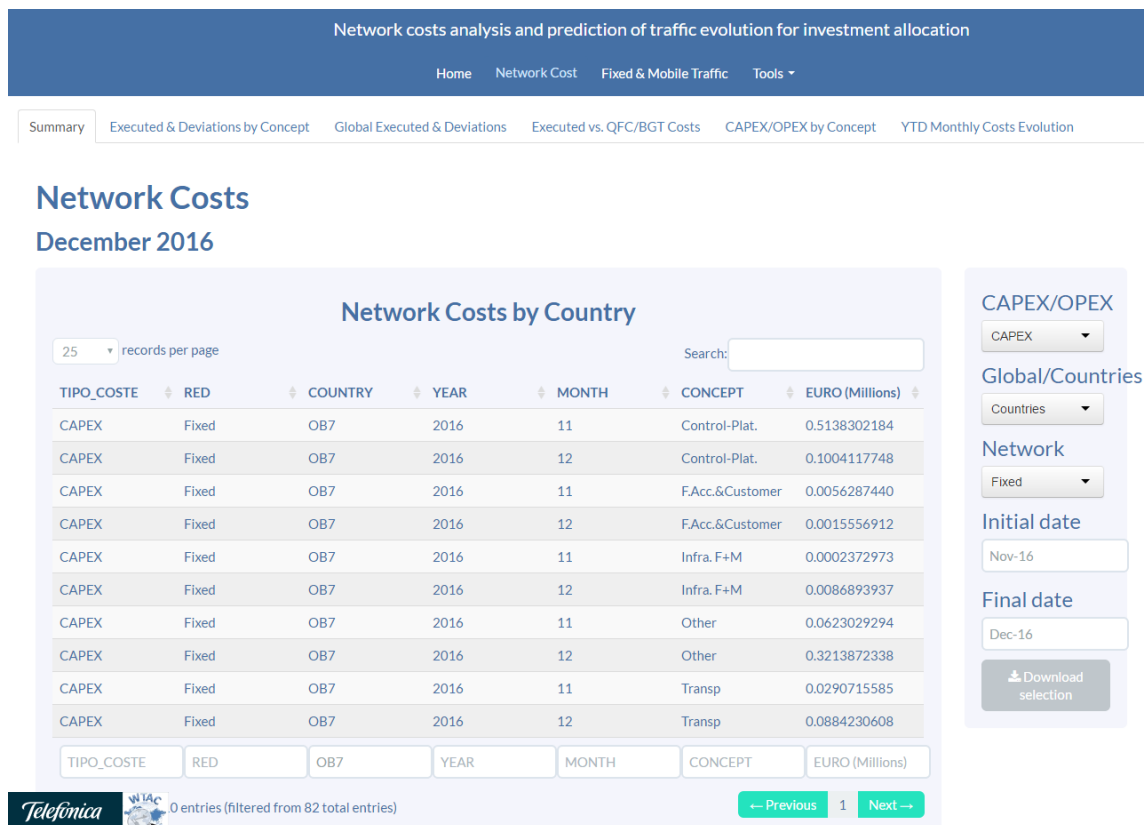 Network costs analysis and prediction of traffic evolution for investment allocation
Home Network Cost Fixed & Mobile Traffic Tools
Summary Executed & Deviations by Concept Global Executed & Deviations Executed vs. QFC/BGT Costs CAPEX/OPEX by Concept YTD Monthly Costs Evolution
Network Costs
December 2016
Network Costs by Country
25 records per page Search:
TIPO_COSTE RED COUNTRY YEAR MONTH CONCEPT EURO (Millions)
CAPEX Fixed OB7 2016 11 Control-Plat. 0.5138302184
CAPEX Fixed OB7 2016 12 Control-Plat. 0.1004117748
CAPEX Fixed OB7 2016 11 F.Acc.&Customer 0.0056287440
CAPEX Fixed OB7 2016 12 F.Acc.&Customer 0.0015556912
CAPEX Fixed OB7 2016 11 Infra. F+M 0.0002372973
CAPEX Fixed OB7 2016 12 Infra. F+M 0.0086893937
CAPEX Fixed OB7 2016 11 Other 0.0623029294
CAPEX Fixed OB7 2016 12 Other 0.3213872338
CAPEX Fixed OB7 2016 11 Transp 0.0290715585
CAPEX Fixed OB7 2016 12 Transp 0.0884230608
TIPO_COSTE RED OB7 YEAR MONTH CONCEPT EURO (Millions)
0 entries (filtered from 82 total entries)
← Previous 1 Next →
CAPEX/OPEX
CAPEX
Global/Countries
Countries
Network
Fixed
Initial date
Nov-16
Final date
Dec-16
Download
selection
Telefónica
WTAC